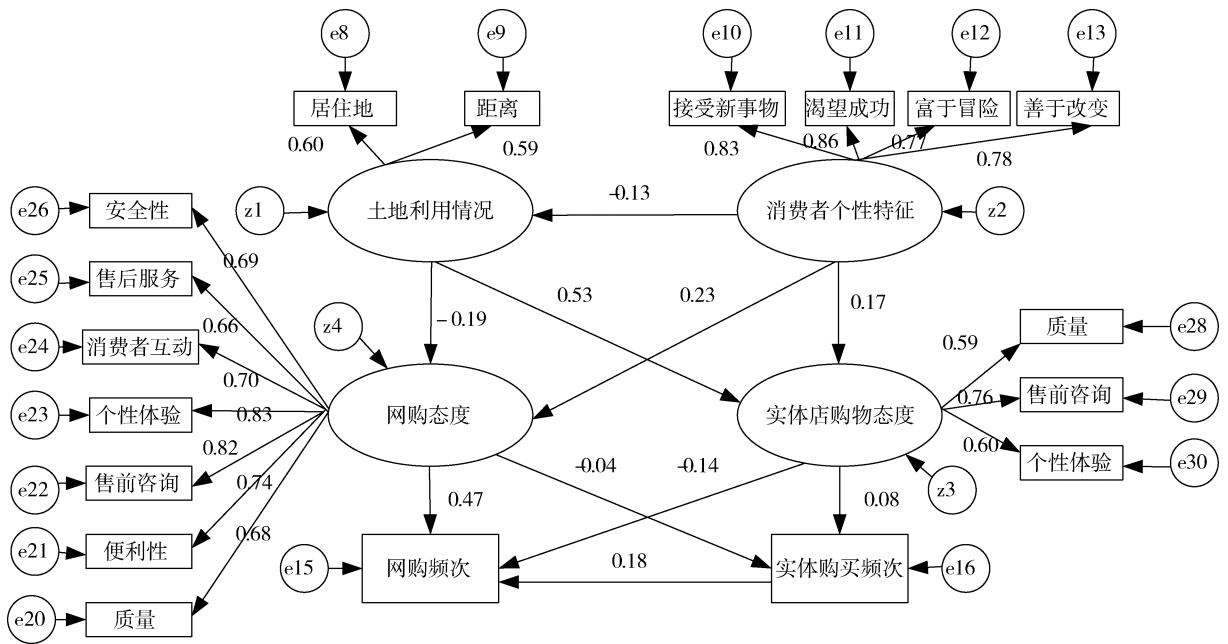 e8
e9
e10
e11
e12
e13
居住地
距离
接受新事物
渴望成功
富于冒险
善于改变
0.60
0.59
0.83
0.86
0.77
0.78
e26
安全性
z1
土地利用情况
-0.13
消费者个性特征
z2
0.69
e25
售后服务
0.53
0.23
0.17
-0.19
z4
0.66
e24
消费者互动
质量
e28
0.59
0.70
e23
个性体验
0.83
网购态度
实体店购物态度
0.76
售前咨询
e29
0.82
0.60
个性体验
e30
e22
售前咨询
0.74
-0.04
-0.14
z3
0.47
0.08
0.68
e21
便利性
e15
网购频次
0.18
实体购买频次
e16
e20
质量